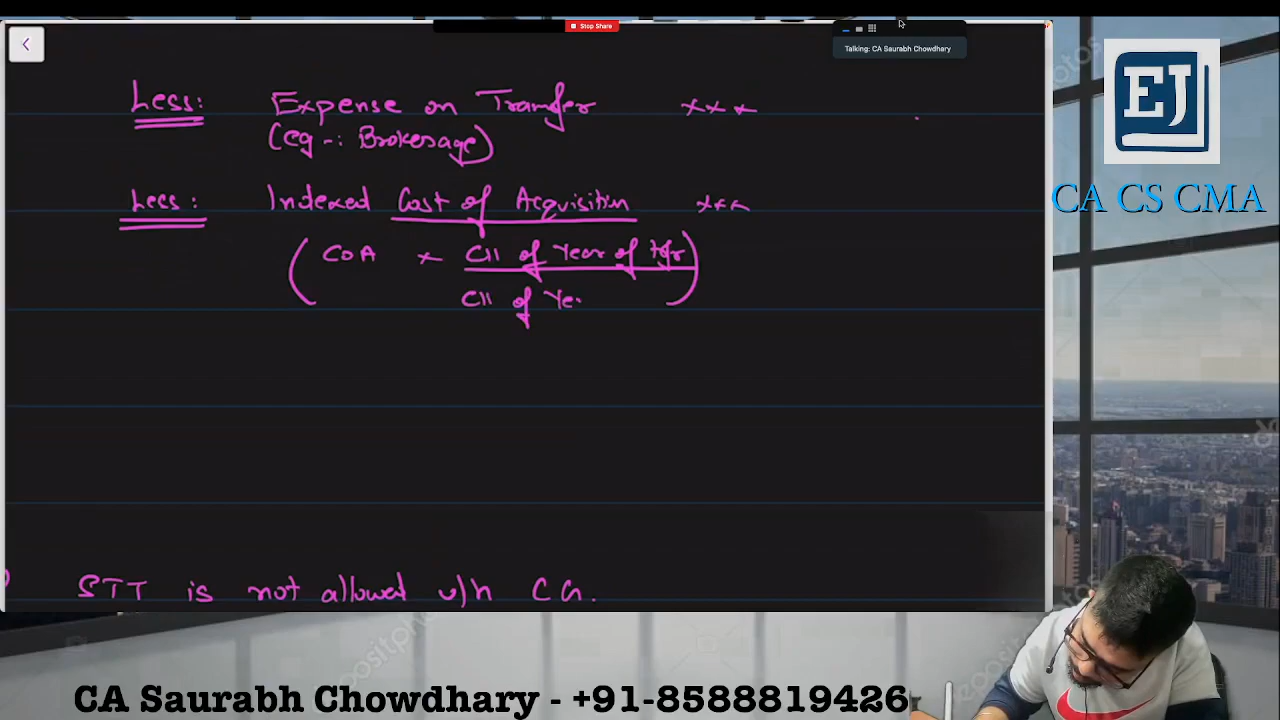 Stop Share
Talking: CA Saurabh Chowdhary
EJ
CA CS CMA
Less: Expense on Transfer xxx
(eg -: Brokerage)
Less: Indexed Cost of Acquisition xxx
(COA x CII of Year of tfr)
CII of Ye
STT is not allowed u/h CG.
CA Saurabh Chowdhary - +91-8588819426